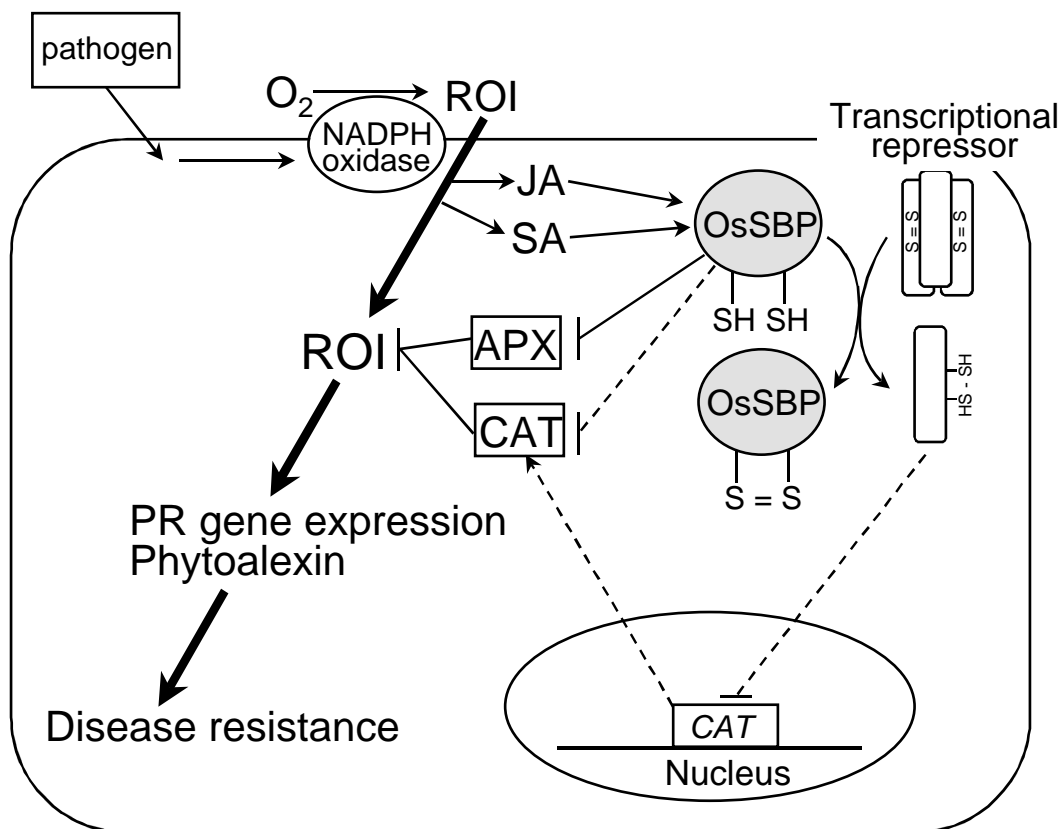 pathogen
O2
ROI
NADPH
oxidase
Transcriptional
repressor
JA
SA
OsSBP
S = S
S = S
SH SH
ROI
APX
OsSBP
HS - SH
CAT
S = S
PR gene expression
Phytoalexin
Disease resistance
CAT
Nucleus